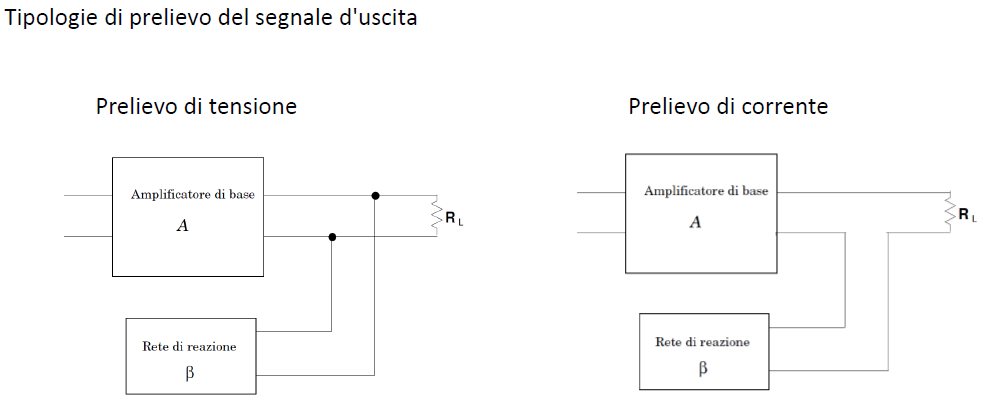 Tipologie di prelievo del segnale d'uscita
Prelievo di tensione
Prelievo di corrente
Amplificatore di base
A
R L
Rete di reazione
β
Amplificatore di base
A
R L
Rete di reazione
β